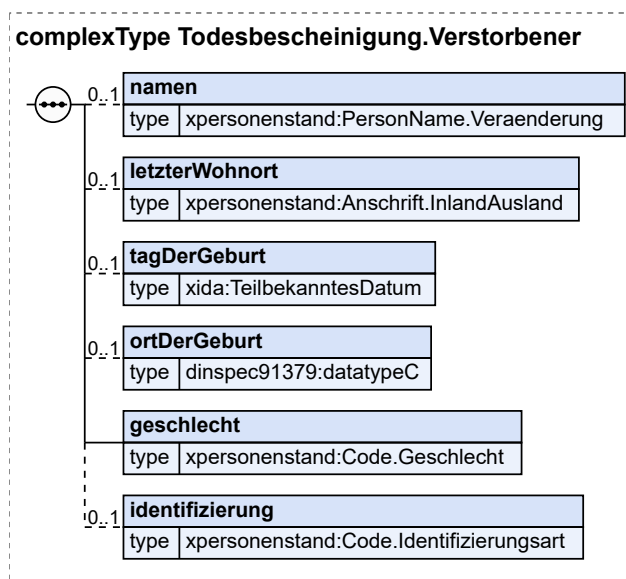 complexType Todesbescheinigung.Verstorbener
0..1 namen
type xpersonenstand:PersonName.Veraenderung
0..1 letzterWohnort
type xpersonenstand:Anschrift.InlandAusland
0..1 tagDerGeburt
type xida:TeilbekanntesDatum
0..1 ortDerGeburt
type dinspec91379:datatypeC
geschlecht
type xpersonenstand:Code.Geschlecht
0..1 identifizierung
type xpersonenstand:Code.Identifizierungsart